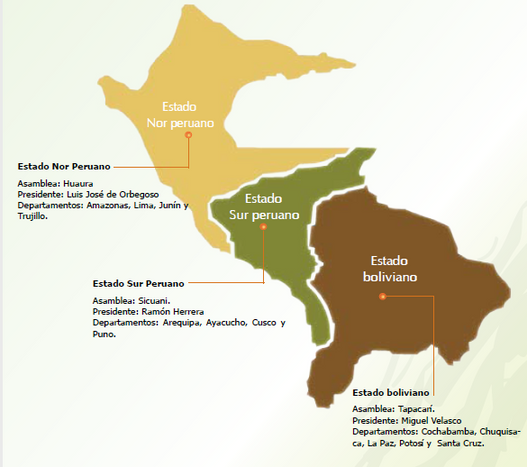 Estado
Nor peruano
Estado Nor Peruano
Asamblea: Huaura
Presidente: Luis José de Orbegoso
Departamentos: Amazonas, Lima, Junín y
Trujillo.
Estado
Sur peruano
Estado Sur Peruano
Asamblea: Sicuani.
Presidente: Ramón Herrera
Departamentos: Arequipa, Ayacucho, Cusco y
Puno.
Estado
boliviano
Estado boliviano
Asamblea: Tapacarí.
Presidente: Miguel Velasco
Departamentos: Cochabamba, Chuquisa-
ca, La Paz, Potosí y Santa Cruz.